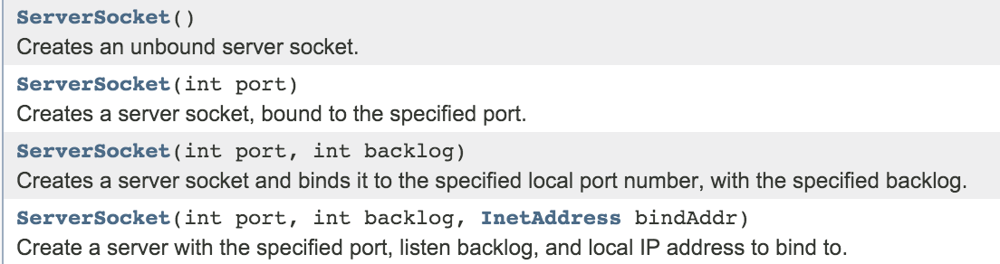 ServerSocket()
Creates an unbound server socket.
ServerSocket(int port)
Creates a server socket, bound to the specified port.
ServerSocket(int port, int backlog)
Creates a server socket and binds it to the specified local port number, with the specified backlog.
ServerSocket(int port, int backlog, InetAddress bindAddr)
Create a server with the specified port, listen backlog, and local IP address to bind to.